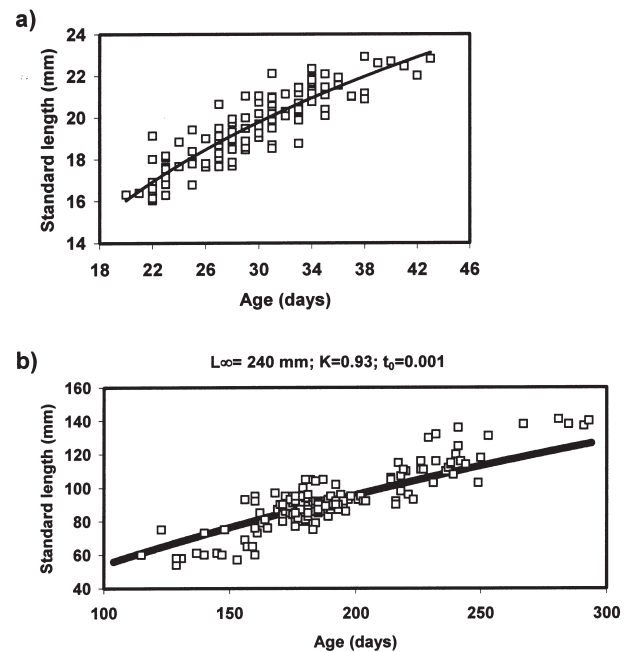 a)
24
22
20
18
16
14
Standard length (mm)
18 22 26 30 34 38 42 46
Age (days)
b)
L∞= 240 mm; K=0.93; t₀=0.001
160
140
120
100
80
60
40
Standard length (mm)
100 150 200 250 300
Age (days)